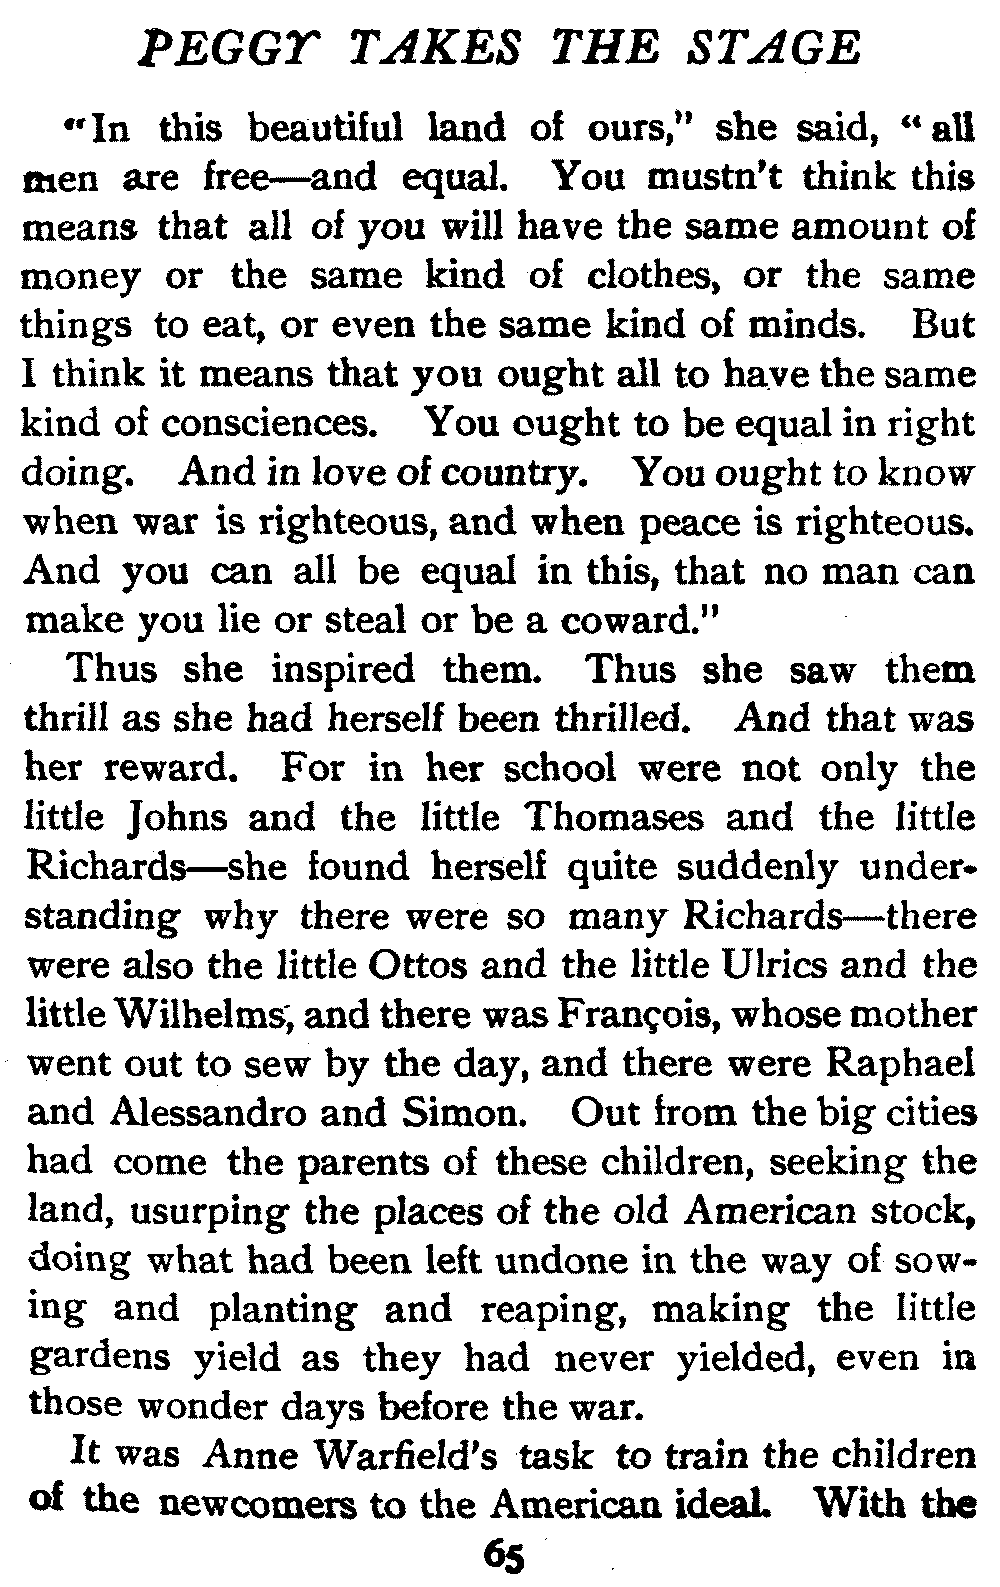 PEGGY TAKES THE STAGE
"In this beautiful land of ours," she said, "all
men are free—and equal. You mustn't think this
means that all of you will have the same amount of
money or the same kind of clothes, or the same
things to eat, or even the same kind of minds. But
I think it means that you ought all to have the same
kind of consciences. You ought to be equal in right
doing. And in love of country. You ought to know
when war is righteous, and when peace is righteous.
And you can all be equal in this, that no man can
make you lie or steal or be a coward."
Thus she inspired them. Thus she saw them
thrill as she had herself been thrilled. And that was
her reward. For in her school were not only the
little Johns and the little Thomases and the little
Richards—she found herself quite suddenly under-
standing why there were so many Richards—there
were also the little Ottos and the little Ulrics and the
little Wilhelms, and there was François, whose mother
went out to sew by the day, and there were Raphael
and Alessandro and Simon. Out from the big cities
had come the parents of these children, seeking the
land, usurping the places of the old American stock,
doing what had been left undone in the way of sow-
ing and planting and reaping, making the little
gardens yield as they had never yielded, even in
those wonder days before the war.
It was Anne Warfield's task to train the children
of the newcomers to the American ideal. With the
65